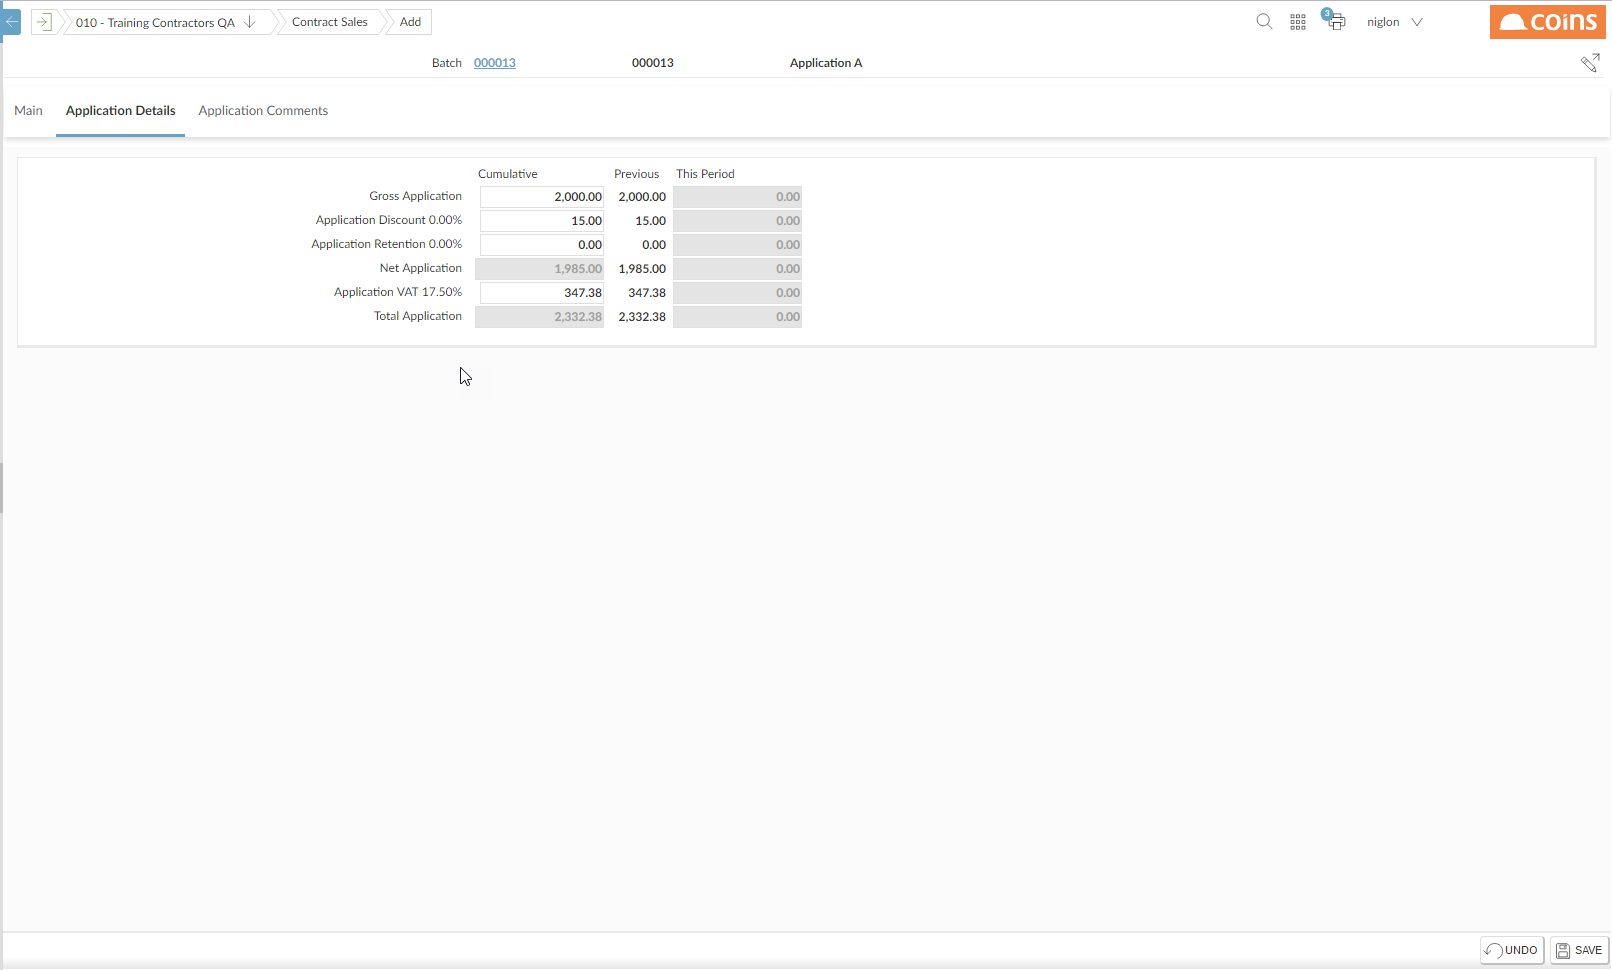 010 - Training Contractors QA Contract Sales Add 3 niglon coins
Batch 000013 000013 Application A
Main Application Details Application Comments
Cumulative Previous This Period
Gross Application 2,000.00 2,000.00 0.00
Application Discount 0.00% 15.00 15.00 0.00
Application Retention 0.00% 0.00 0.00 0.00
Net Application 1,985.00 1,985.00 0.00
Application VAT 17.50% 347.38 347.38 0.00
Total Application 2,332.38 2,332.38 0.00
UNDO SAVE